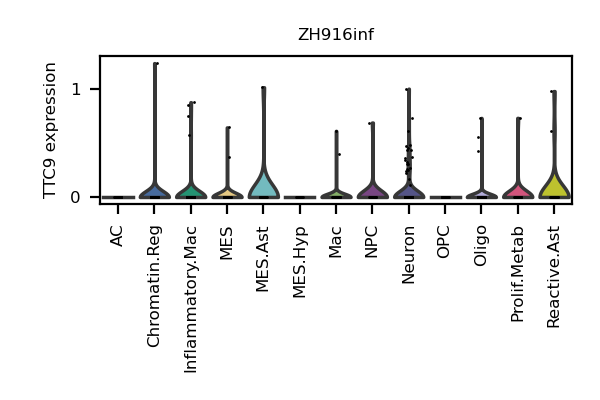 ZH916inf
TTC9 expression
1
0
AC
Chromatin.Reg
Inflammatory.Mac
MES
MES.Ast
MES.Hyp
Mac
NPC
Neuron
OPC
Oligo
Prolif.Metab
Reactive.Ast